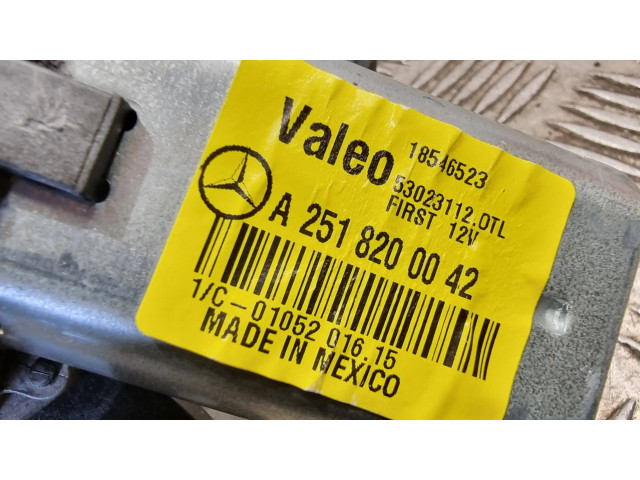 Valeo
18546523
53023112.OTL
FIRST 12V
A 251 820 00 42
1/C-01052 016 15
MADE IN MEXICO